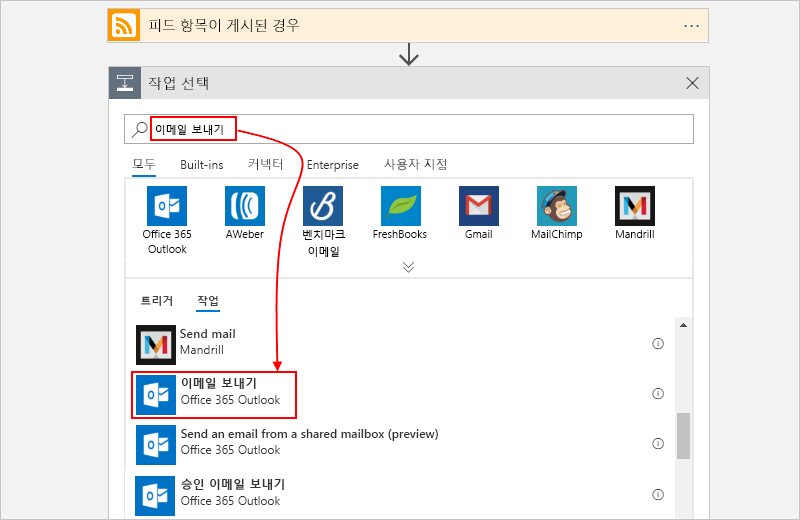 피드 항목이 게시된 경우
작업 선택
이메일 보내기
모두 Built-ins 커넥터 Enterprise 사용자 지정
Office 365 Outlook
AWeber
벤치마크 이메일
FreshBooks
Gmail
MailChimp
Mandrill
트리거 작업
Send mail
Mandrill
이메일 보내기
Office 365 Outlook
Send an email from a shared mailbox (preview)
Office 365 Outlook
승인 이메일 보내기
Office 365 Outlook